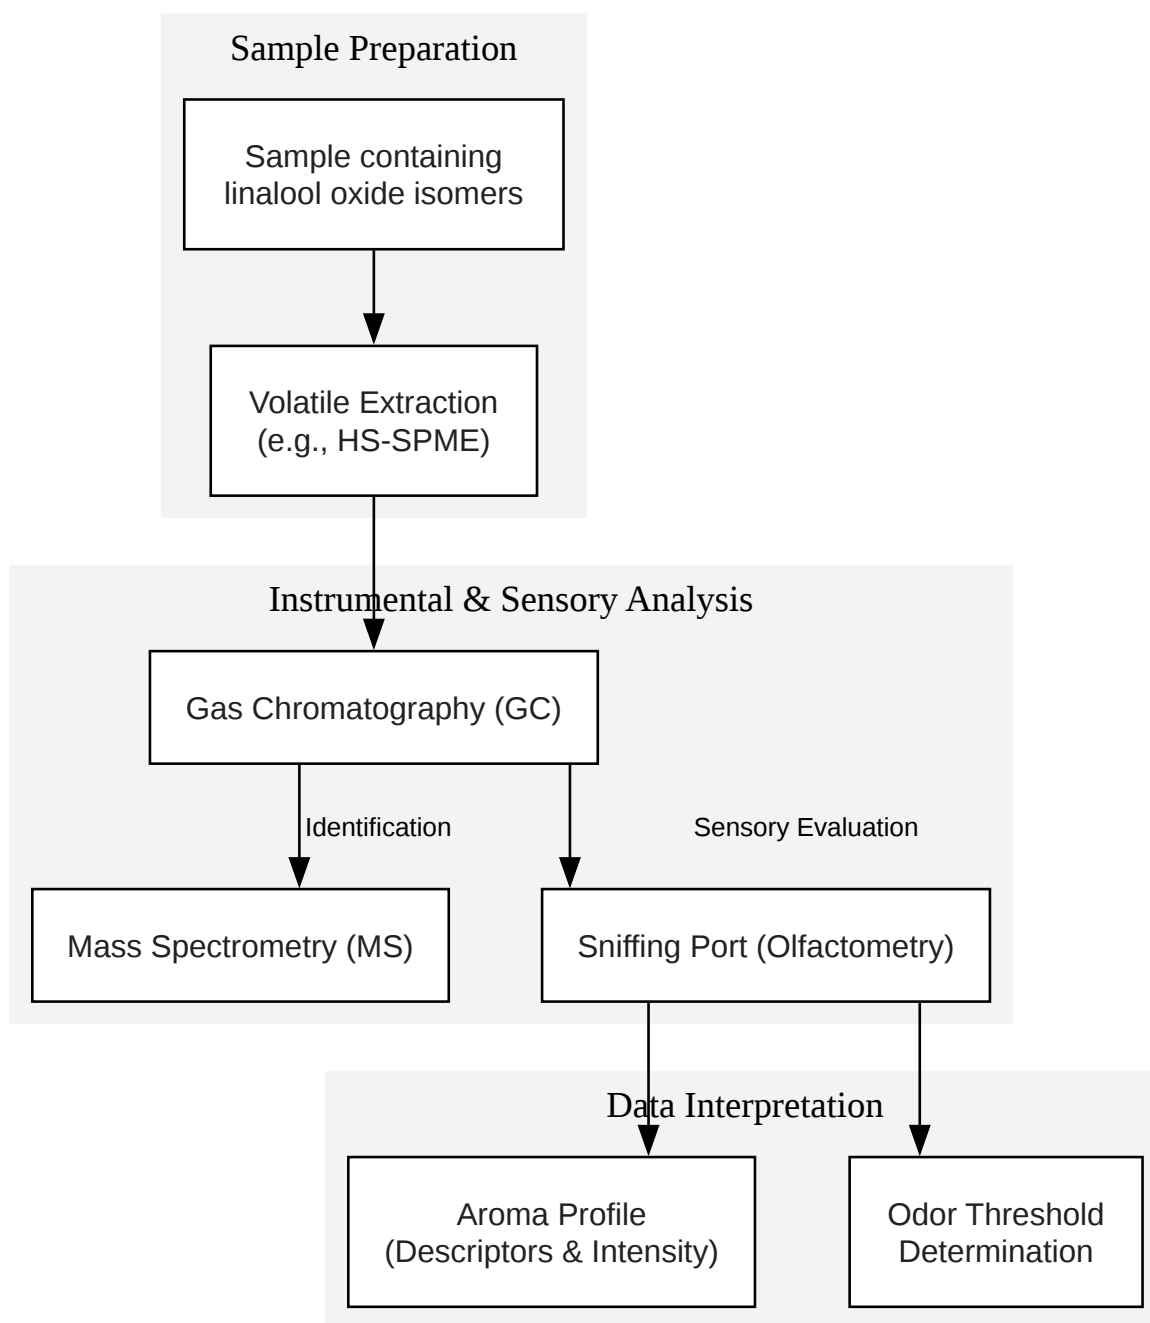 Sample Preparation
Sample containing
linalool oxide isomers
Volatile Extraction
(e.g., HS-SPME)
Instrumental & Sensory Analysis
Gas Chromatography (GC)
Identification
Sensory Evaluation
Mass Spectrometry (MS)
Sniffing Port (Olfactometry)
Data Interpretation
Aroma Profile
(Descriptors & Intensity)
Odor Threshold
Determination